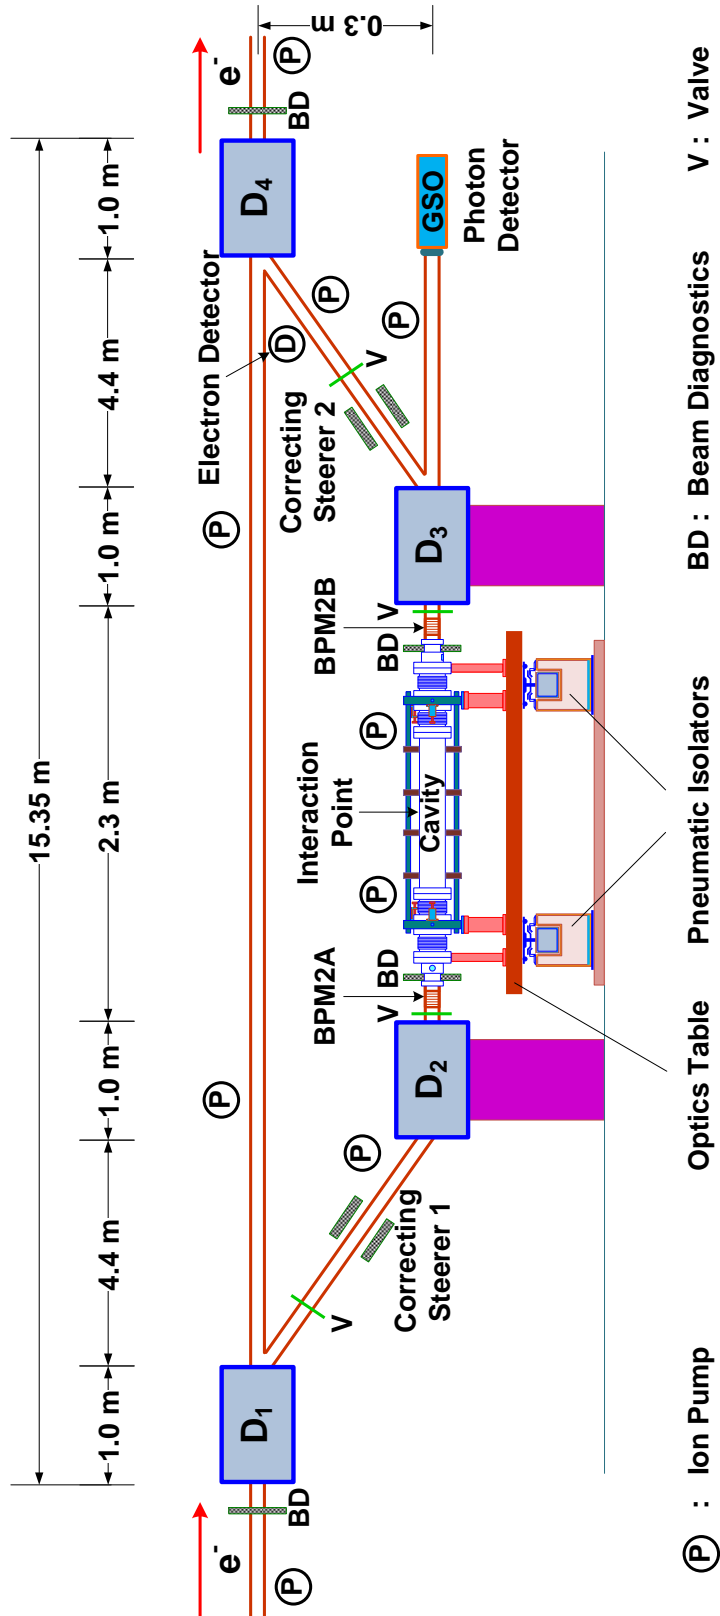 15.35 m
1.0 m
4.4 m
1.0 m
2.3 m
1.0 m
4.4 m
1.0 m
e-
e-
P
BD
D1
P
P
D4
BD
P
0.3 m
Electron Detector
D
V
P
Correcting
Steerer 1
P
V
D2
BPM2A
V
BD
P
Interaction
Point
Cavity
P
BD
BPM2B
V
D3
Correcting
Steerer 2
V
P
P
GSO
Photon
Detector
Optics Table
Pneumatic Isolators
P : Ion Pump
BD : Beam Diagnostics
V : Valve